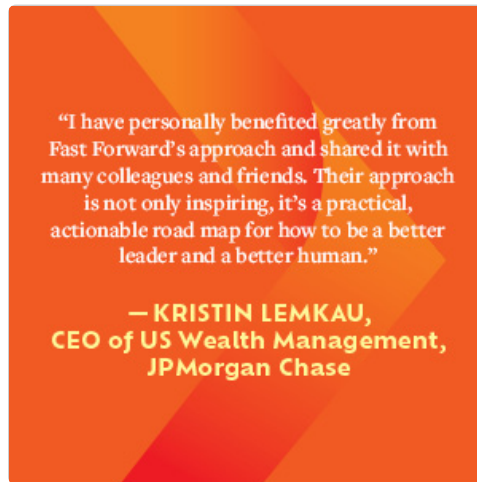 “I have personally benefited greatly from
Fast Forward’s approach and shared it with
many colleagues and friends. Their approach
is not only inspiring, it’s a practical,
actionable road map for how to be a better
leader and a better human.”
— KRISTIN LEMKAU,
CEO of US Wealth Management,
JPMorgan Chase